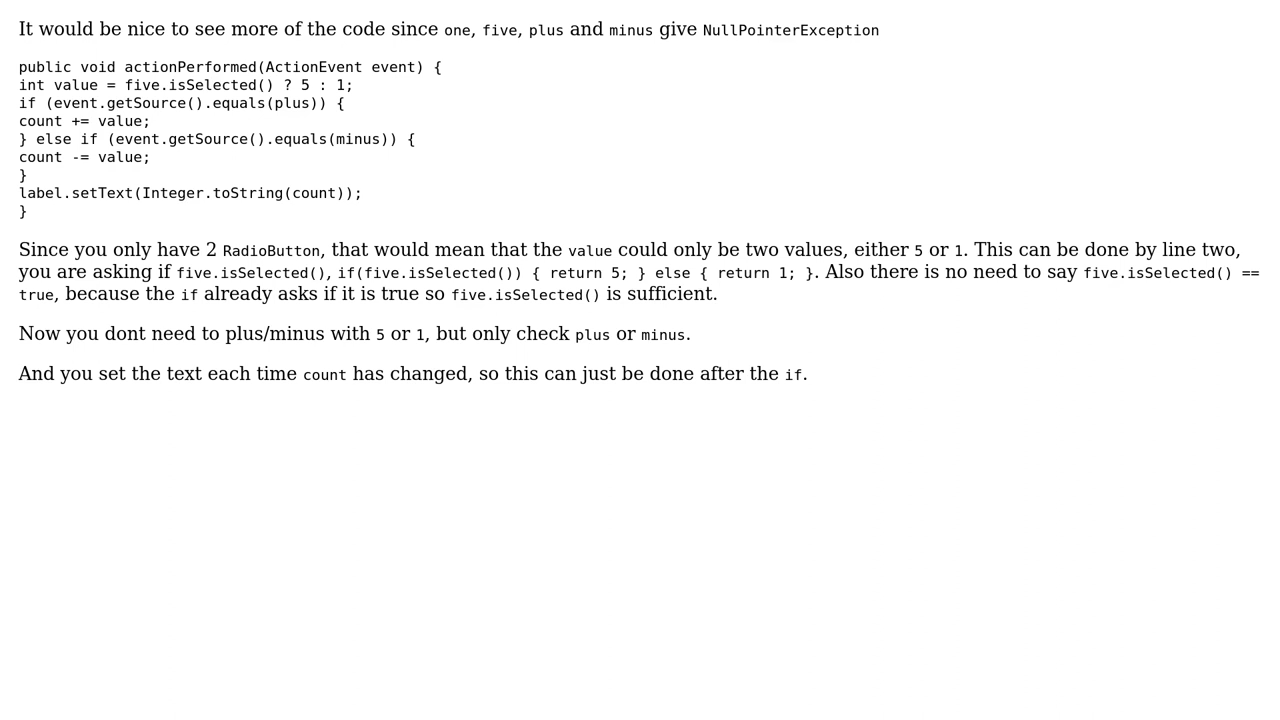 It would be nice to see more of the code since one, five, plus and minus give NullPointerException
public void actionPerformed(ActionEvent event) {
int value = five.isSelected() ? 5 : 1;
if (event.getSource().equals(plus)) {
count += value;
} else if (event.getSource().equals(minus)) {
count -= value;
}
label.setText(Integer.toString(count));
}
Since you only have 2 RadioButton, that would mean that the value could only be two values, either 5 or 1. This can be done by line two,
you are asking if five.isSelected(), if(five.isSelected()) { return 5; } else { return 1; }. Also there is no need to say five.isSelected() ==
true, because the if already asks if it is true so five.isSelected() is sufficient.
Now you dont need to plus/minus with 5 or 1, but only check plus or minus.
And you set the text each time count has changed, so this can just be done after the if.